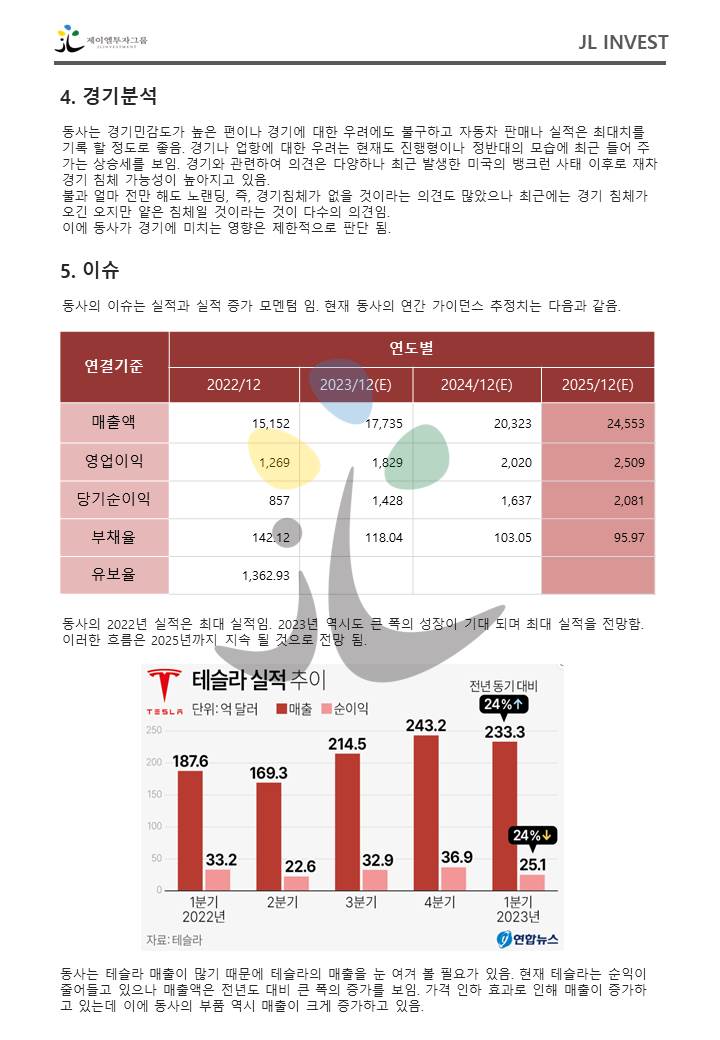 제이엘투자그룹
JL INVESTMENT
JL INVEST
4. 경기분석
동사는 경기민감도가 높은 편이나 경기에 대한 우려에도 불구하고 자동차 판매나 실적은 최대치를
기록 할 정도로 좋음. 경기나 업항에 대한 우려는 현재도 진행형이나 정반대의 모습에 최근 들어 주
가는 상승세를 보임. 경기와 관련하여 의견은 다양하나 최근 발생한 미국의 뱅크런 사태 이후로 재차
경기 침체 가능성이 높아지고 있음.
불과 얼마 전만 해도 노랜딩, 즉, 경기침체가 없을 것이라는 의견도 많았으나 최근에는 경기 침체가
오긴 오지만 얕은 침체일 것이라는 것이 다수의 의견임.
이에 동사가 경기에 미치는 영향은 제한적으로 판단 됨.
5. 이슈
동사의 이슈는 실적과 실적 증가 모멘텀 임. 현재 동사의 연간 가이던스 추정치는 다음과 같음.
연결기준 연도별
2022/12 2023/12(E) 2024/12(E) 2025/12(E)
매출액 15,152 17,735 20,323 24,553
영업이익 1,269 1,829 2,020 2,509
당기순이익 857 1,428 1,637 2,081
부채율 142.12 118.04 103.05 95.97
유보율 1,362.93
동사의 2022년 실적은 최대 실적임. 2023년 역시도 큰 폭의 성장이 기대 되며 최대 실적을 전망함.
이러한 흐름은 2025년까지 지속 될 것으로 전망 됨.
TESLA
테슬라 실적 추이
전년 동기 대비
단위: 억 달러 매출 순이익
24%↑
250
200
150
100
50
0
187.6 169.3 214.5 243.2 233.3
24%↓
33.2 22.6 32.9 36.9 25.1
1분기 2분기 3분기 4분기 1분기
2022년 2023년
자료: 테슬라
연합뉴스
동사는 테슬라 매출이 많기 때문에 테슬라의 매출을 눈 여겨 볼 필요가 있음. 현재 테슬라는 순익이
줄어들고 있으나 매출액은 전년도 대비 큰 폭의 증가를 보임. 가격 인하 효과로 인해 매출이 증가하
고 있는데 이에 동사의 부품 역시 매출이 크게 증가하고 있음.